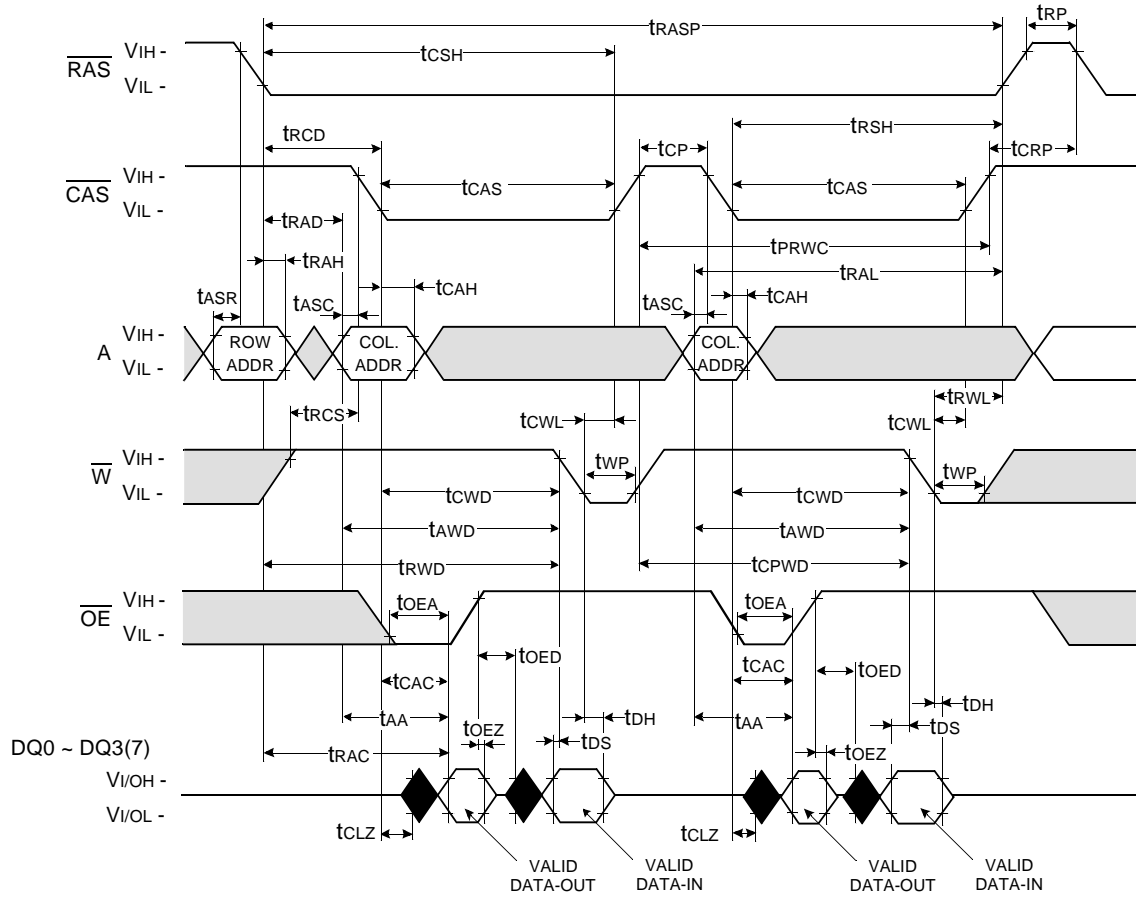 tRASP
tRP
tCSH
RAS
VIH -
VIL -
tRCD
tRSH
tCP
tCRP
CAS
VIH -
VIL -
tCAS
tCAS
tRAD
tPRWC
tRAH
tRAL
tASR
tASC
tCAH
tASC
tCAH
A
VIH -
VIL -
ROW
ADDR
COL.
ADDR
COL.
ADDR
tRCS
tCWL
tRWL
tCWL
W
VIH -
VIL -
tWP
tWP
tCWD
tCWD
tAWD
tAWD
tRWD
tCPWD
OE
VIH -
VIL -
tOEA
tOEA
tOED
tOED
tCAC
tCAC
tAA
tAA
tDH
tDH
tOEZ
tDS
tOEZ
tDS
tRAC
DQ0 ~ DQ3(7)
VI/OH -
VI/OL -
tCLZ
tCLZ
VALID
DATA-OUT
VALID
DATA-IN
VALID
DATA-OUT
VALID
DATA-IN